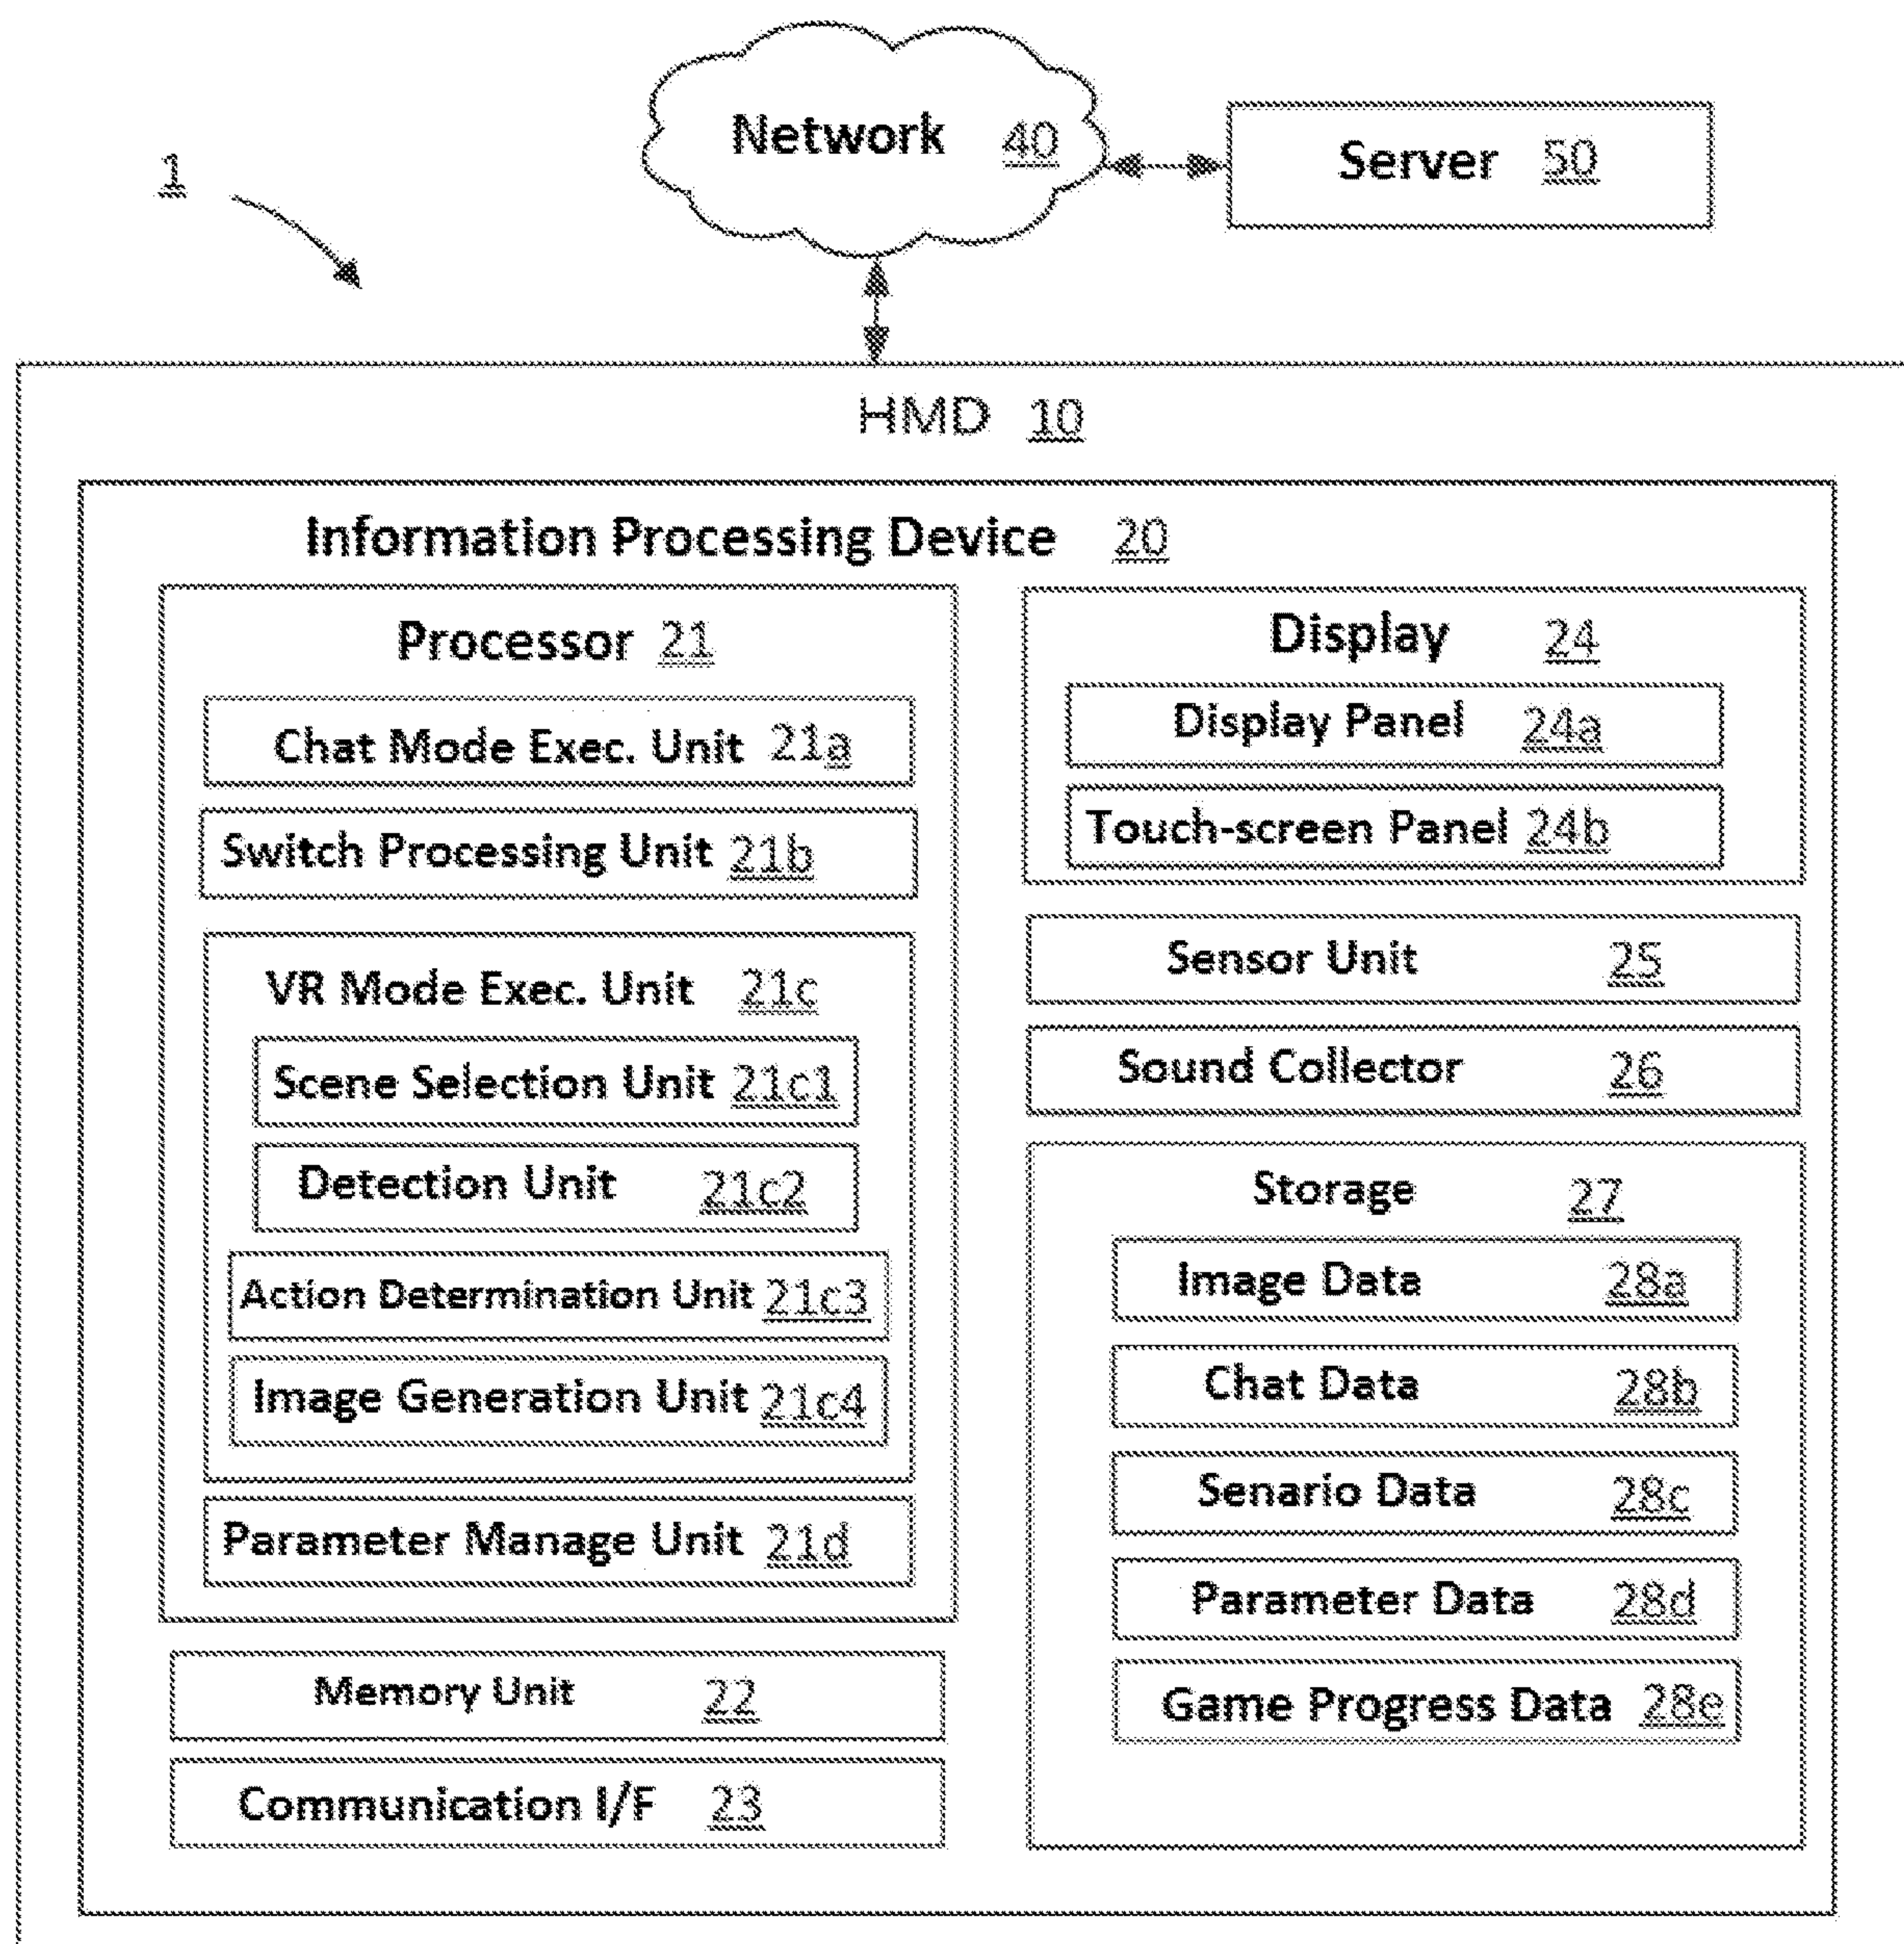 Network 40
Server 50
1
HMD 10
Information Processing Device 20
Processor 21
Chat Mode Exec. Unit 21a
Switch Processing Unit 21b
VR Mode Exec. Unit 21c
Scene Selection Unit 21c1
Detection Unit 21c2
Action Determination Unit 21c3
Image Generation Unit 21c4
Parameter Manage Unit 21d
Memory Unit 22
Communication I/F 23
Display 24
Display Panel 24a
Touch-screen Panel 24b
Sensor Unit 25
Sound Collector 26
Storage 27
Image Data 28a
Chat Data 28b
Senario Data 28c
Parameter Data 28d
Game Progress Data 28e